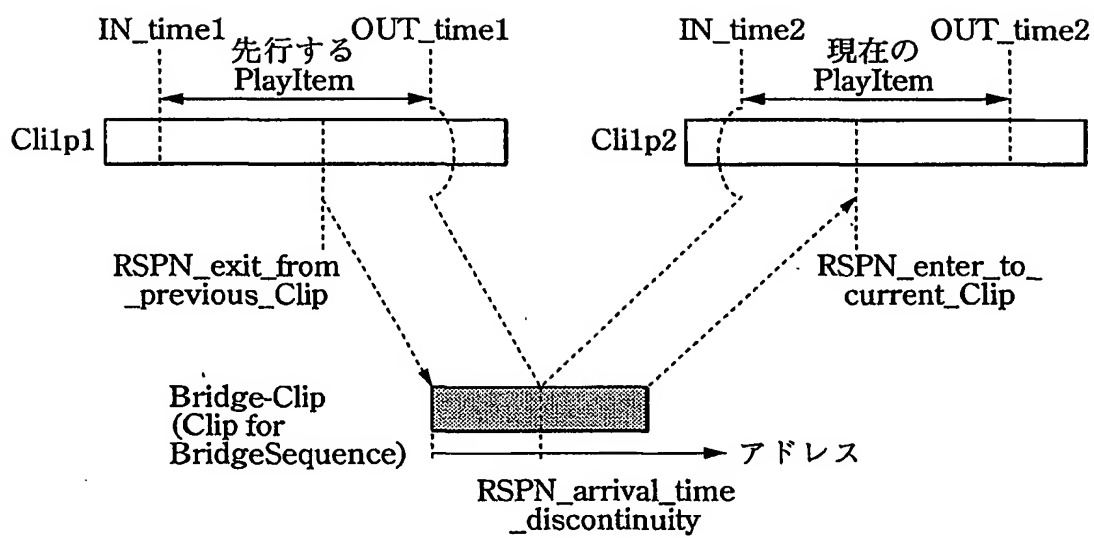 IN_time1
先行する
PlayItem
OUT_time1
IN_time2
現在の
PlayItem
OUT_time2
Cli1p1
Cli1p2
RSPN_exit_from
_previous_Clip
RSPN_enter_to_
current_Clip
Bridge-Clip
(Clip for
BridgeSequence)
アドレス
RSPN_arrival_time
_discontinuity